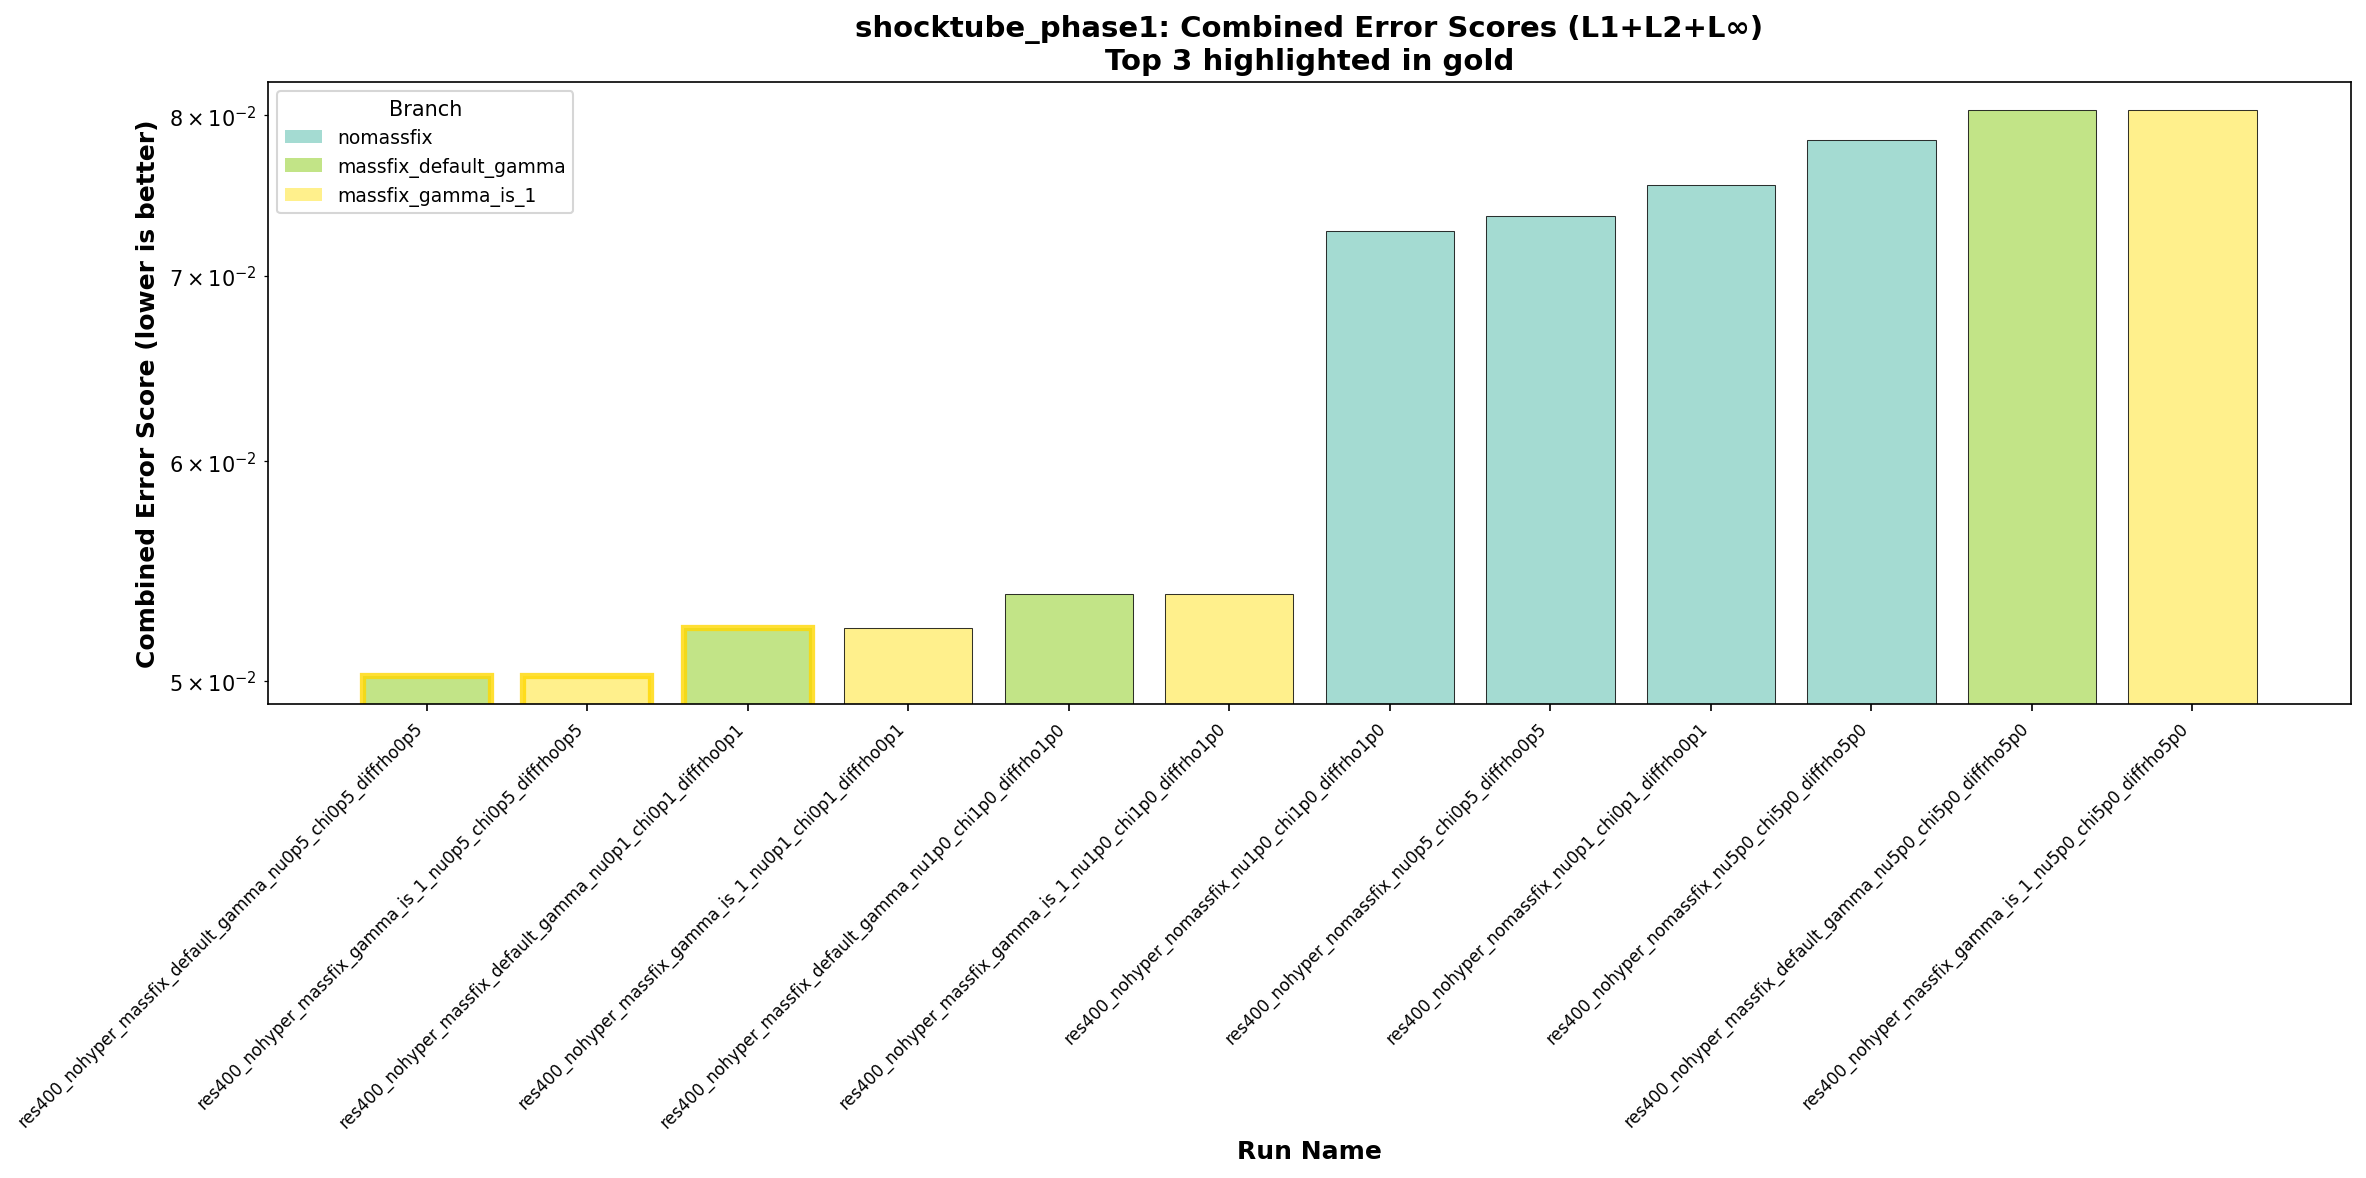 shocktube_phase1: Combined Error Scores (L1+L2+L∞)
Top 3 highlighted in gold
Combined Error Score (lower is better)
8 × 10⁻²
7 × 10⁻²
6 × 10⁻²
5 × 10⁻²
Branch
nomassfix
massfix_default_gamma
massfix_gamma_is_1
res400_nohyper_massfix_default_gamma_nu0p5_chi0p5_diffrho0p5
res400_nohyper_massfix_gamma_is_1_nu0p5_chi0p5_diffrho0p5
res400_nohyper_massfix_default_gamma_nu0p1_chi0p1_diffrho0p1
res400_nohyper_massfix_gamma_is_1_nu0p1_chi0p1_diffrho0p1
res400_nohyper_massfix_default_gamma_nu1p0_chi1p0_diffrho1p0
res400_nohyper_massfix_gamma_is_1_nu1p0_chi1p0_diffrho1p0
res400_nohyper_nomassfix_nu1p0_chi1p0_diffrho1p0
res400_nohyper_nomassfix_nu0p5_chi0p5_diffrho0p5
res400_nohyper_nomassfix_nu0p1_chi0p1_diffrho0p1
res400_nohyper_nomassfix_nu5p0_chi5p0_diffrho5p0
res400_nohyper_massfix_default_gamma_nu5p0_chi5p0_diffrho5p0
res400_nohyper_massfix_gamma_is_1_nu5p0_chi5p0_diffrho5p0
Run Name